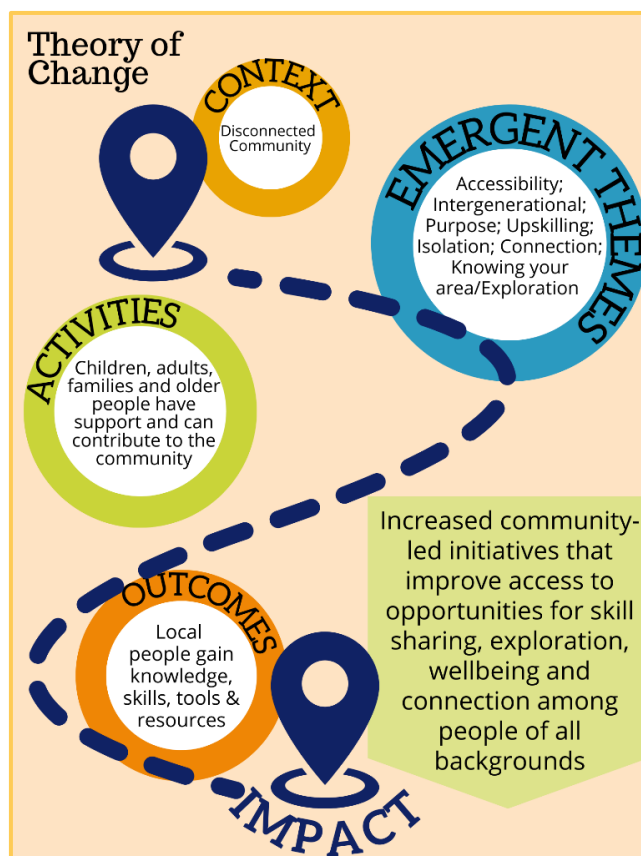 Theory of
Change
CONTEXT
Disconnected
Community
EMERGENT THEMES
Accessibility;
Intergenerational;
Purpose; Upskilling;
Isolation; Connection;
Knowing your
area/Exploration
ACTIVITIES
Children, adults,
families and older
people have
support and can
contribute to the
community
OUTCOMES
Local
people gain
knowledge,
skills, tools &
resources
IMPACT
Increased community-
led initiatives that
improve access to
opportunities for skill
sharing, exploration,
wellbeing and
connection among
people of all
backgrounds